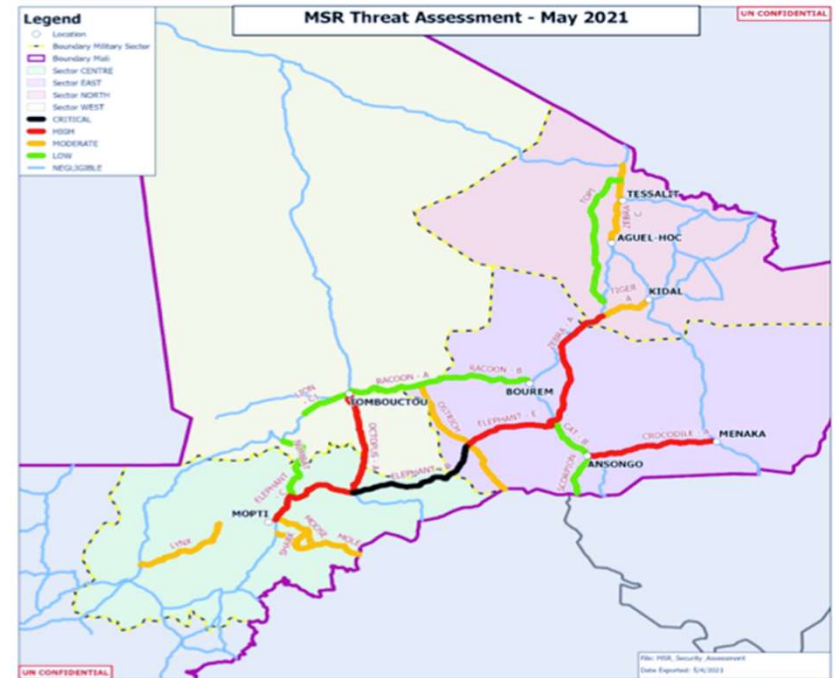 MSR Threat Assessment - May 2021
UN CONFIDENTIAL
Legend
Location
Boundary Military Sector
Boundary Mali
Sector CENTRE
Sector EAST
Sector NORTH
Sector WEST
CRITICAL
HIGH
MODERATE
LOW
NEGLIGIBLE
TESSALIT
ZEBRA C
AGUEL-HOC
TIGER - A
KIDAL
ZEBRA - A
RACOON - A
RACOON - B
LION
TOMBOUCTOU
BOUREM
OSTRICH
ELEPHANT - E
CAT - B
CROCODILE
MENAKA
ANSONGO
SCORPION
ELEPHANT
ELEPHANT
MOPTI
LYNX
SHARK
MOOSE
MOLE
UN CONFIDENTIAL
File: MSR_Security_Assessment
Date Exported: 5/4/2021